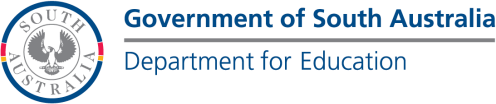 SOUTH
AUSTRALIA
Government of South Australia
Department for Education